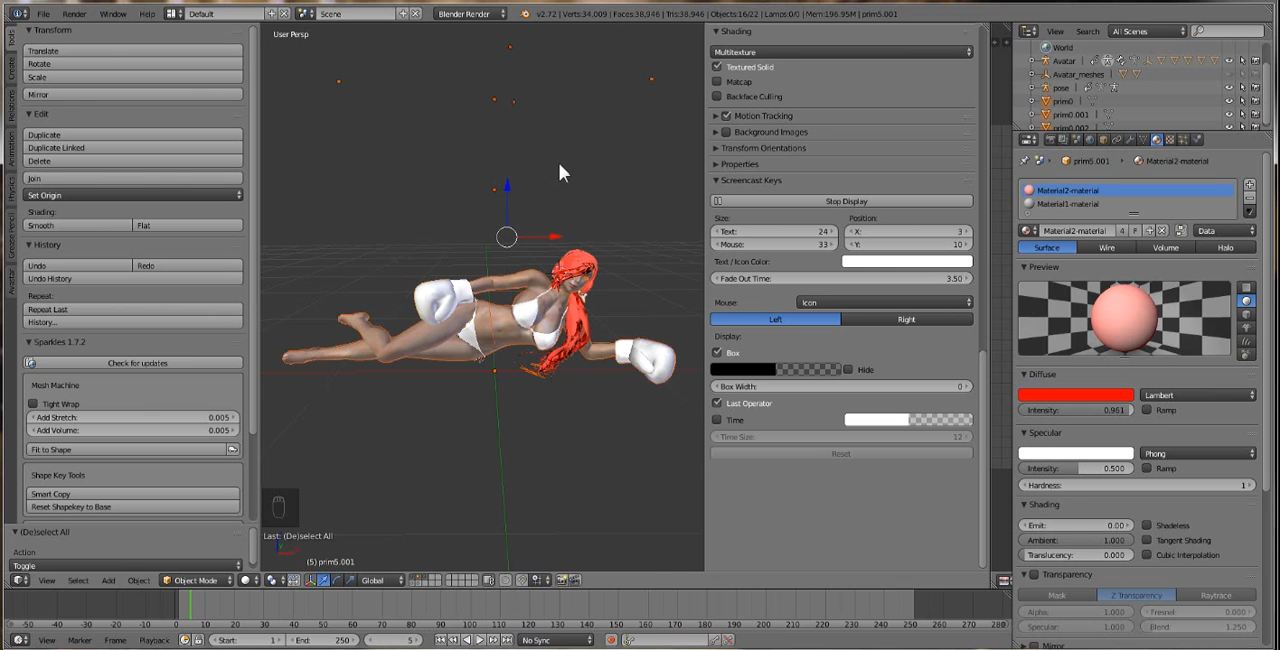 File Render Window Help Default Scene Blender Render v2.72 | Verts:34,009 | Faces:38,946 | Tris:38,946 | Objects:16/22 | Lamps:0/0 | Mem:196.95M | prim5.001
Tools
Create
Relations
Animation
Physics
Grease Pencil
Avastar
Transform
Translate
Rotate
Scale
Mirror
Edit
Duplicate
Duplicate Linked
Delete
Join
Set Origin
Shading:
Smooth Flat
History
Undo Redo
Undo History
Repeat:
Repeat Last
History...
Sparkles 1.7.2
Check for updates
Mesh Machine
Tight Wrap
Add Stretch: 0.005
Add Volume: 0.005
Fit to Shape
Shape Key Tools
Smart Copy
Reset Shapekey to Base
(De)select All
Action
Toggle
User Persp
Last: (De)select All
(5) prim5.001
View Select Add Object Object Mode Global
Shading
Multitexture
Textured Solid
Matcap
Backface Culling
Motion Tracking
Background Images
Transform Orientations
Properties
Screencast Keys
Stop Display
Size: Position:
Text: 24 X: 3
Mouse: 33 Y: 10
Text / Icon Color:
Fade Out Time: 3.50
Mouse: Icon
Left Right
Display:
Box
Hide
Box Width: 0
Last Operator
Time
Time Size: 12
Reset
View Search All Scenes
World
Avatar
Avatar_meshes
pose
prim0
prim0.001
prim0.002
prim5.001 Material2-material
Material2-material
Material1-material
Material2-material 4 F Data
Surface Wire Volume Halo
Preview
Diffuse
Lambert
Intensity: 0.961 Ramp
Specular
Phong
Intensity: 0.500 Ramp
Hardness: 1
Shading
Emit: 0.00 Shadeless
Ambient: 1.000 Tangent Shading
Translucency: 0.000 Cubic Interpolation
Transparency
Mask Z Transparency Raytrace
Alpha: 1.000 Fresnel: 0.000
Specular: 1.000 Blend: 1.250
Mirror
-50 -40 -30 -20 -10 0 10 20 30 40 50 60 70 80 90 100 110 120 130 140 150 160 170 180 190 200 210 220 230 240 250 260 270 280
View Marker Frame Playback Start: 1 End: 250 5 No Sync